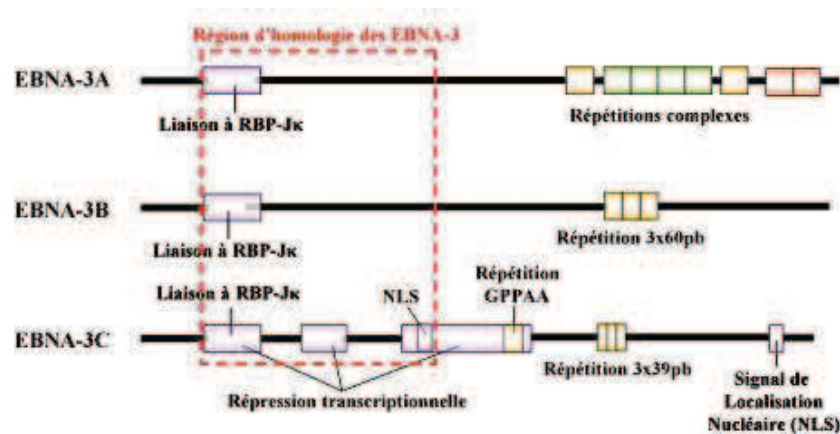 Région d'homologie des EBNA-3
EBNA-3A
Liaison à RBP-Jκ
Répétitions complexes
EBNA-3B
Liaison à RBP-Jκ
Répétition 3x60pb
Liaison à RBP-Jκ
NLS
Répétition
GPPAA
EBNA-3C
Répression transcriptionnelle
Répétition 3x39pb
Signal de
Localisation
Nucléaire (NLS)